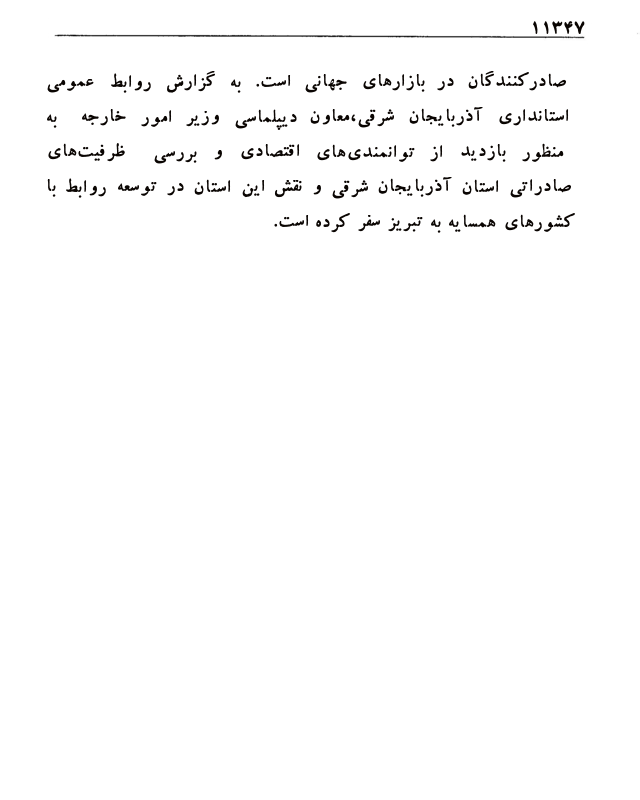 ۱۱۳۴۷
صادرکنندگان در بازارهای جهانی است. به گزارش روابط عمومی
استانداری آذربایجان شرقی،معاون دیپلماسی وزیر امور خارجه به
منظور بازدید از توانمندی‌های اقتصادی و بررسی ظرفیت‌های
صادراتی استان آذربایجان شرقی و نقش این استان در توسعه روابط با
کشورهای همسایه به تبریز سفر کرده است.